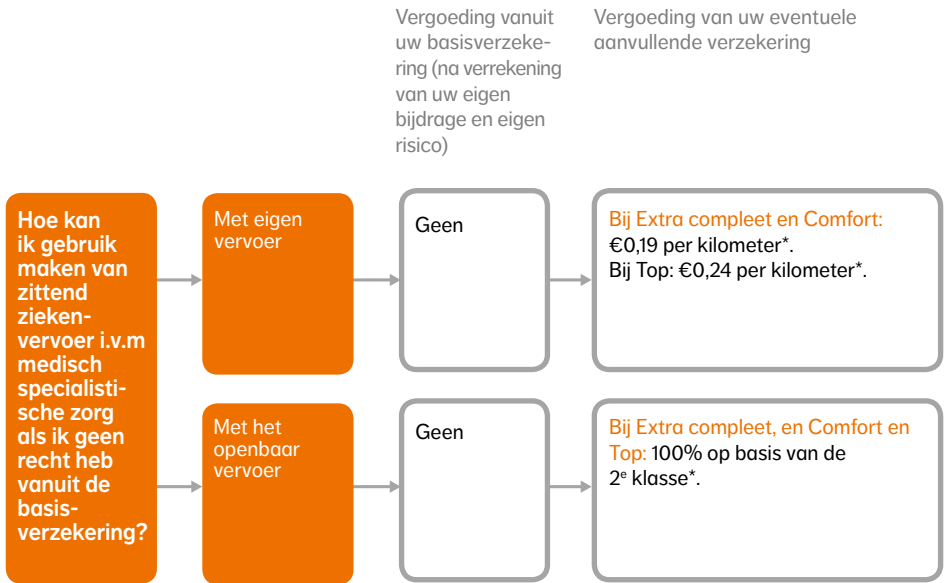 Vergoeding vanuit
uw basisverzeke-
ring (na verrekening
van uw eigen
bijdrage en eigen
risico)
Vergoeding van uw eventuele
aanvullende verzekering
Hoe kan
ik gebruik
maken van
zittend
zieken-
vervoer i.v.m
medisch
specialisti-
sche zorg
als ik geen
recht heb
vanuit de
basis-
verzekering?
Met eigen
vervoer
Geen
Bij Extra compleet en Comfort:
€0,19 per kilometer*.
Bij Top: €0,24 per kilometer*.
Met het
openbaar
vervoer
Geen
Bij Extra compleet, en Comfort en
Top: 100% op basis van de
2e klasse*.